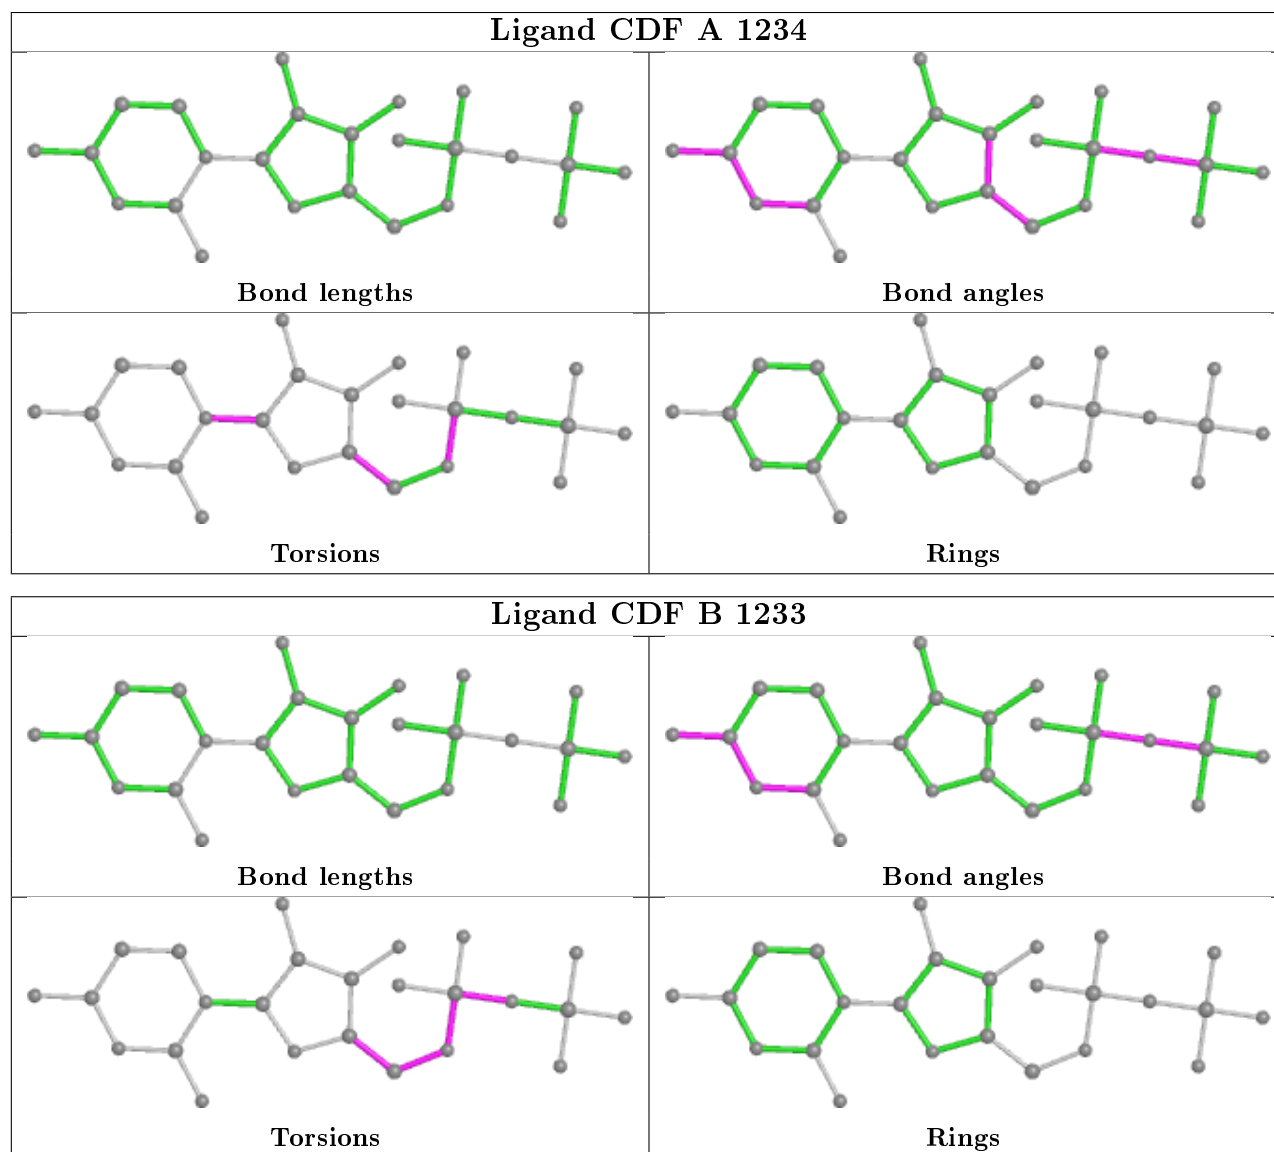 Ligand CDF A 1234
Bond lengths
Bond angles
Torsions
Rings
Ligand CDF B 1233
Bond lengths
Bond angles
Torsions
Rings